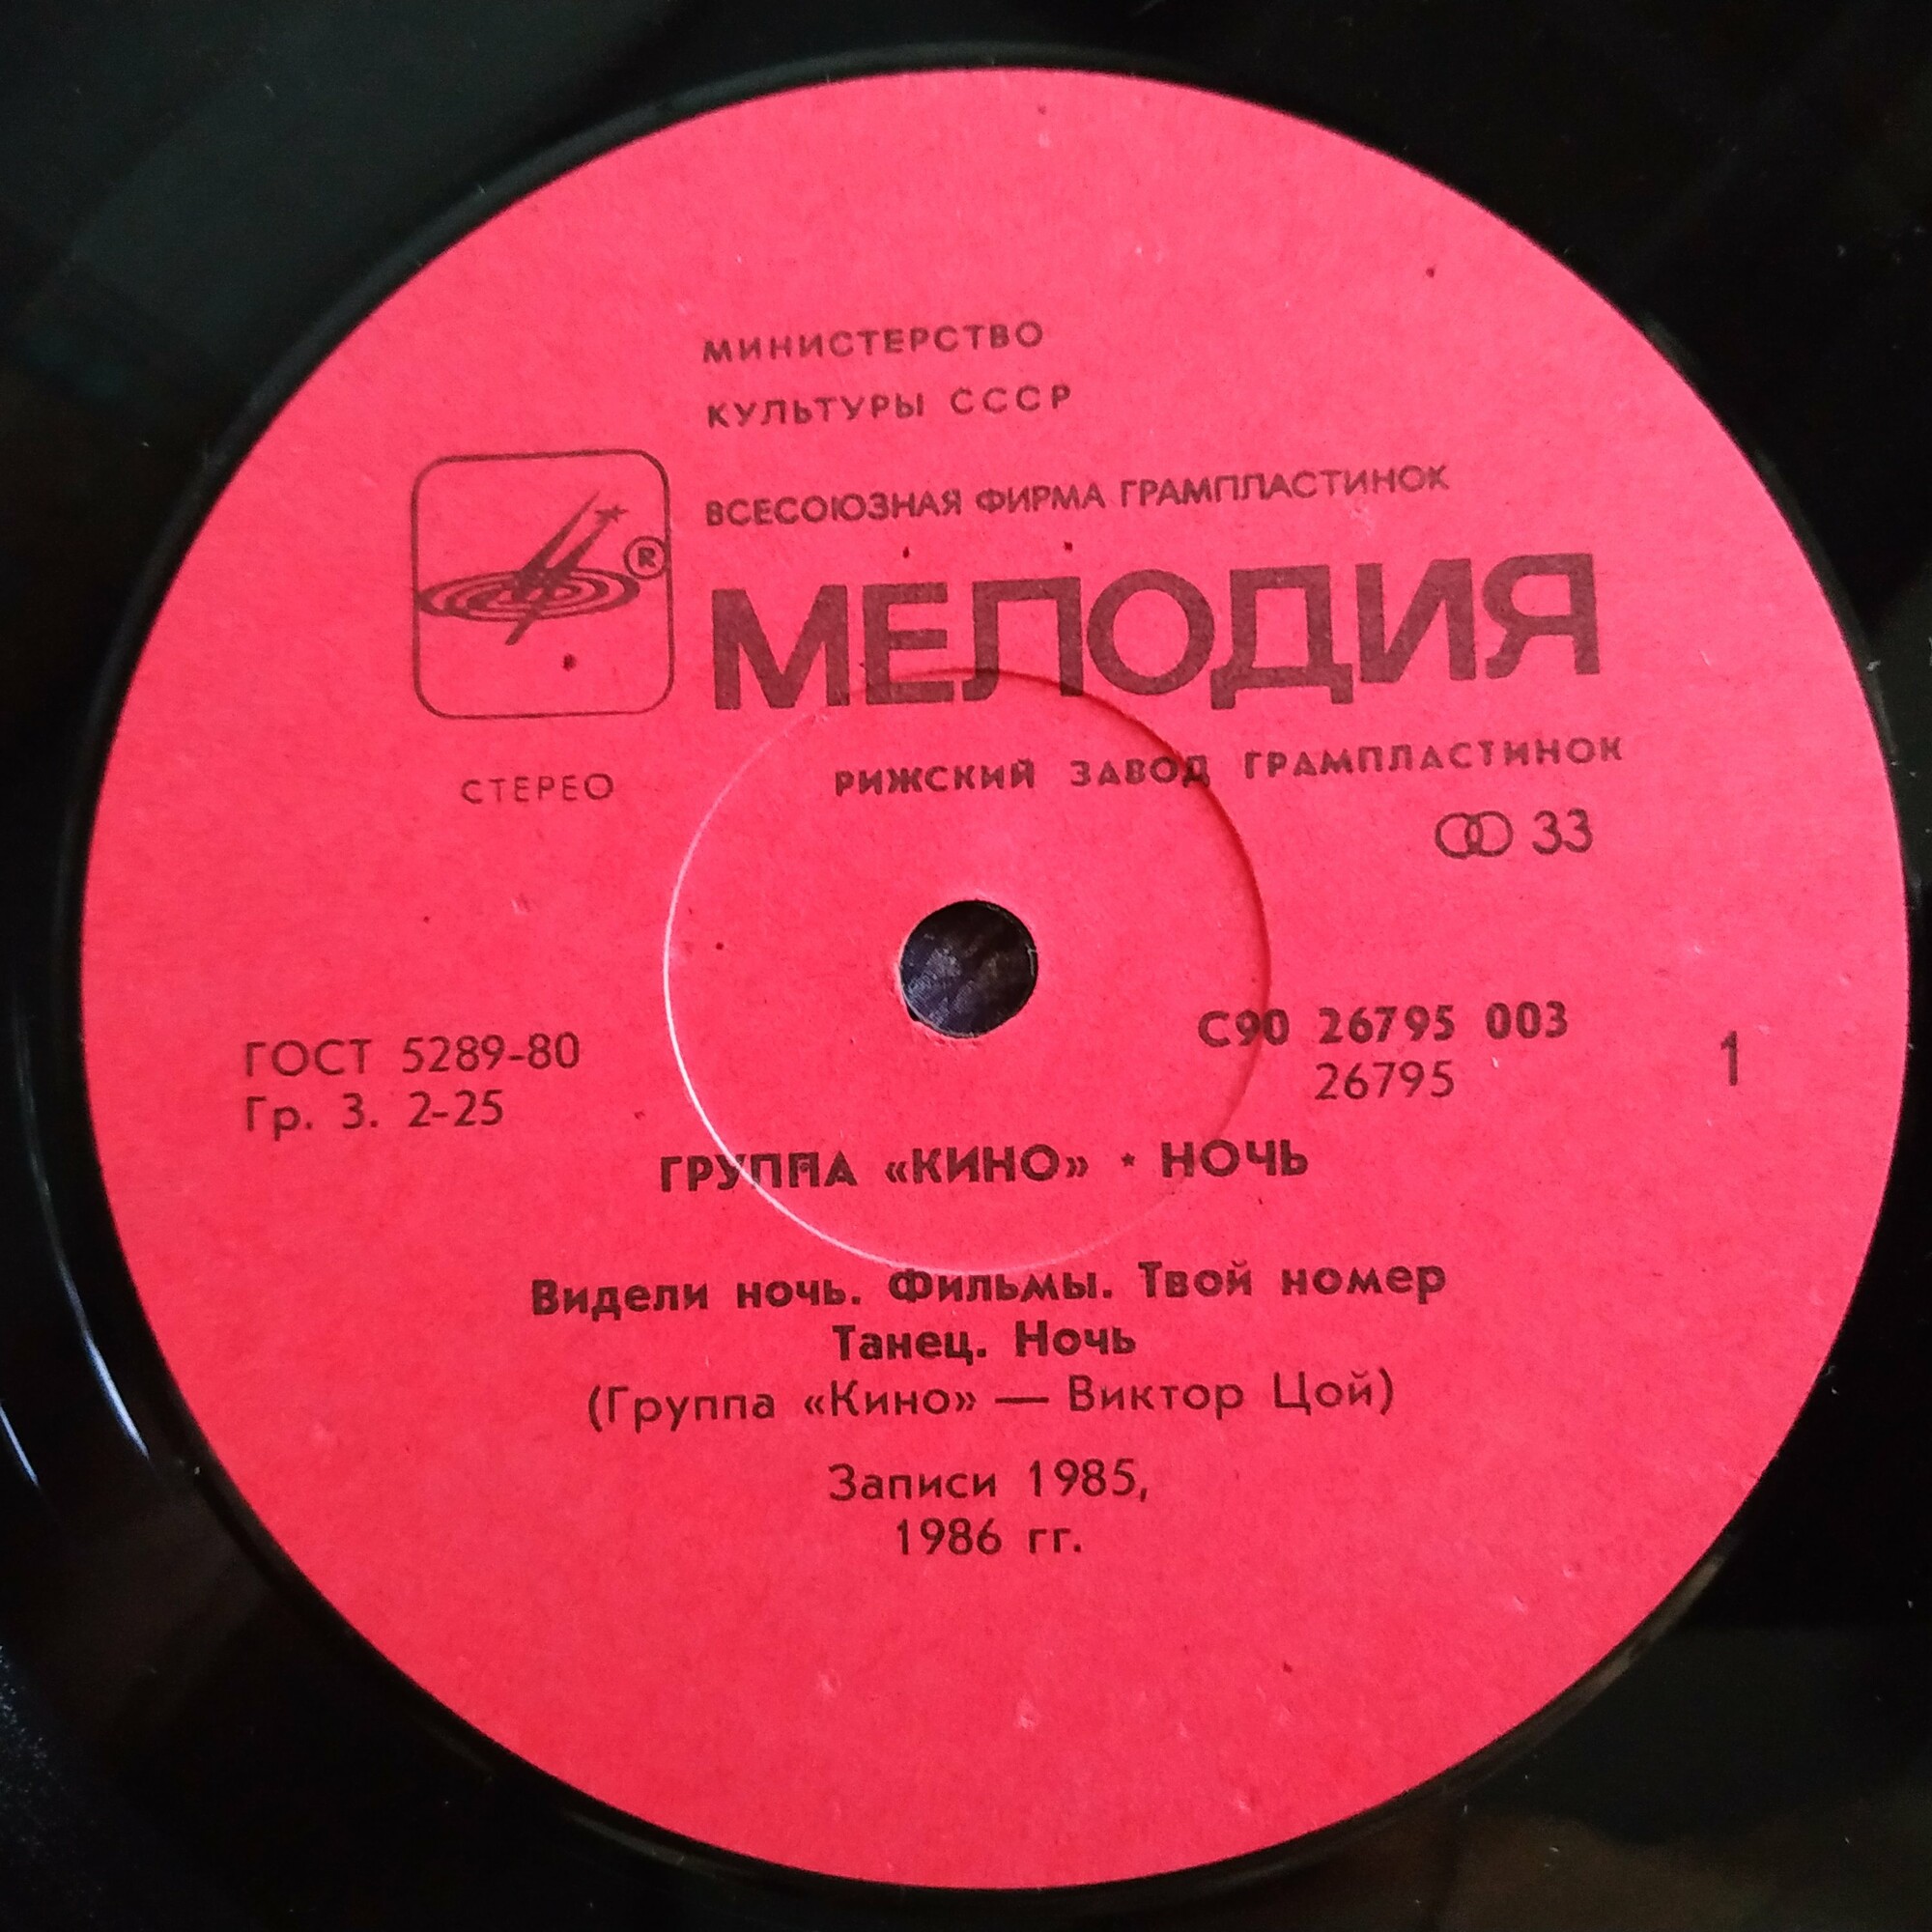 МИНИСТЕРСТВО
КУЛЬТУРЫ СССР
ВСЕСОЮЗНАЯ ФИРМА ГРАМПЛАСТИНОК
®
МЕЛОДИЯ
СТЕРЕО
РИЖСКИЙ ЗАВОД ГРАМПЛАСТИНОК
33
ГОСТ 5289-80
Гр. 3. 2-25
С90 26795 003
26795
1
ГРУППА «КИНО» * НОЧЬ
Видели ночь. Фильмы. Твой номер
Танец. Ночь
(Группа «Кино» — Виктор Цой)
Записи 1985,
1986 гг.